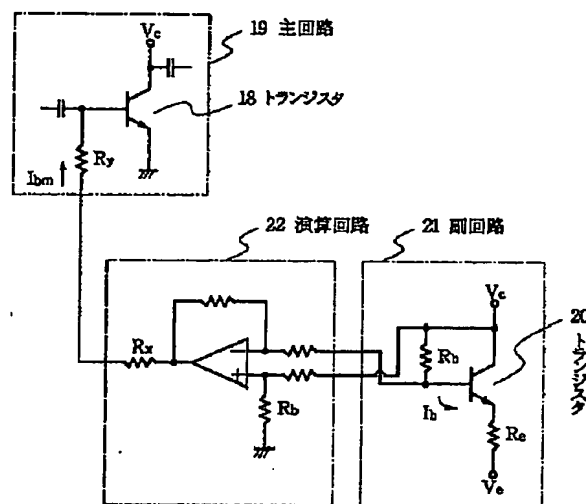 19 主回路
Vc
18 トランジスタ
Ry
Ibm
22 演算回路
21 副回路
Vc
20
トランジスタ
Rx
Rb
Rb
Ib
Re
Ve